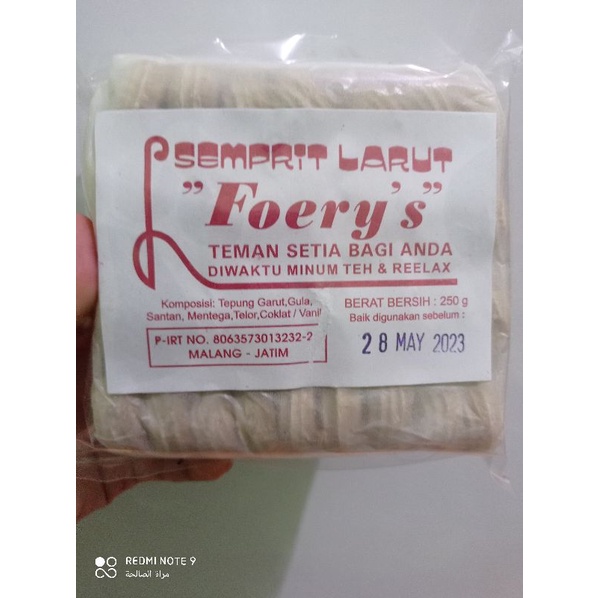 SEMPRIT LARUT
"Foery's"
TEMAN SETIA BAGI ANDA
DIWAKTU MINUM TEH & REELAX
Komposisi: Tepung Garut,Gula,
Santan, Mentega,Telor,Coklat / Vanil
P-IRT NO. 8063573013232-2
MALANG - JATIM
BERAT BERSIH : 250 g
Baik digunakan sebelum :
28 MAY 2023
REDMI NOTE 9
مراة الصالحة